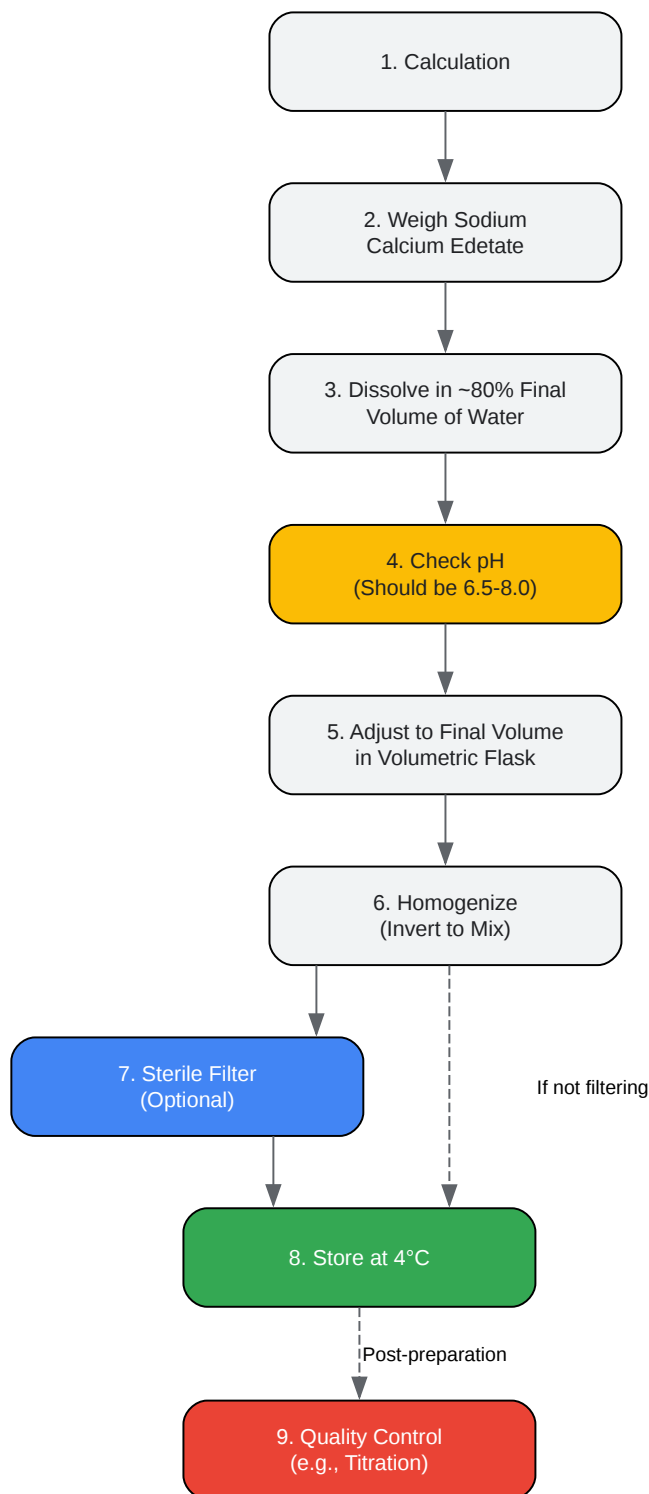 1. Calculation
2. Weigh Sodium
Calcium Edetate
3. Dissolve in ~80% Final
Volume of Water
4. Check pH
(Should be 6.5-8.0)
5. Adjust to Final Volume
in Volumetric Flask
6. Homogenize
(Invert to Mix)
7. Sterile Filter
(Optional)
If not filtering
8. Store at 4°C
Post-preparation
9. Quality Control
(e.g., Titration)